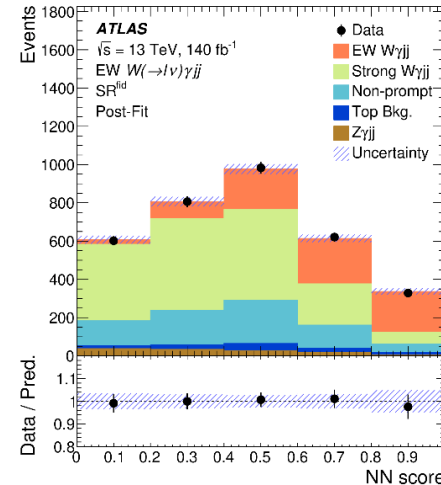 Events
1800
1600
1400
1200
1000
800
600
400
200
0
ATLAS
√s = 13 TeV, 140 fb⁻¹
EW W(→lν)γjj
SRᶠⁱᵈ
Post-Fit
Data
EW Wγjj
Strong Wγjj
Non-prompt
Top Bkg.
Zγjj
Uncertainty
Data / Pred.
1.1
1
0.9
0.8
0 0.1 0.2 0.3 0.4 0.5 0.6 0.7 0.8 0.9
NN score